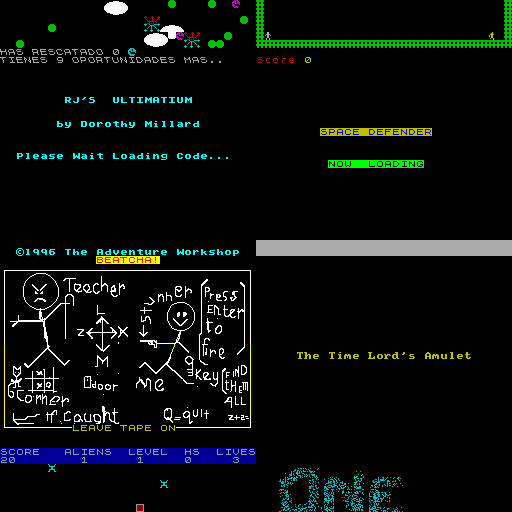 HAS RESCATADO 0
TIENES 9 OPORTUNIDADES MAS..
Score 0
RJ'S ULTIMATIUM
by Dorothy Millard
Please Wait Loading Code...
©1996 The Adventure Workshop
SPACE DEFENDER
NOW LOADING
BEATCHA!
Teacher
nner
Press
Enter
to
fire
L
Z X
M
door
me
key
FIND
THEM
ALL
Corner
if caught
Q=quit
LEAVE TAPE ON
The Time Lord's Amulet
SCORE ALIENS LEVEL HS LIVES
20 1 1 0 3
ONE